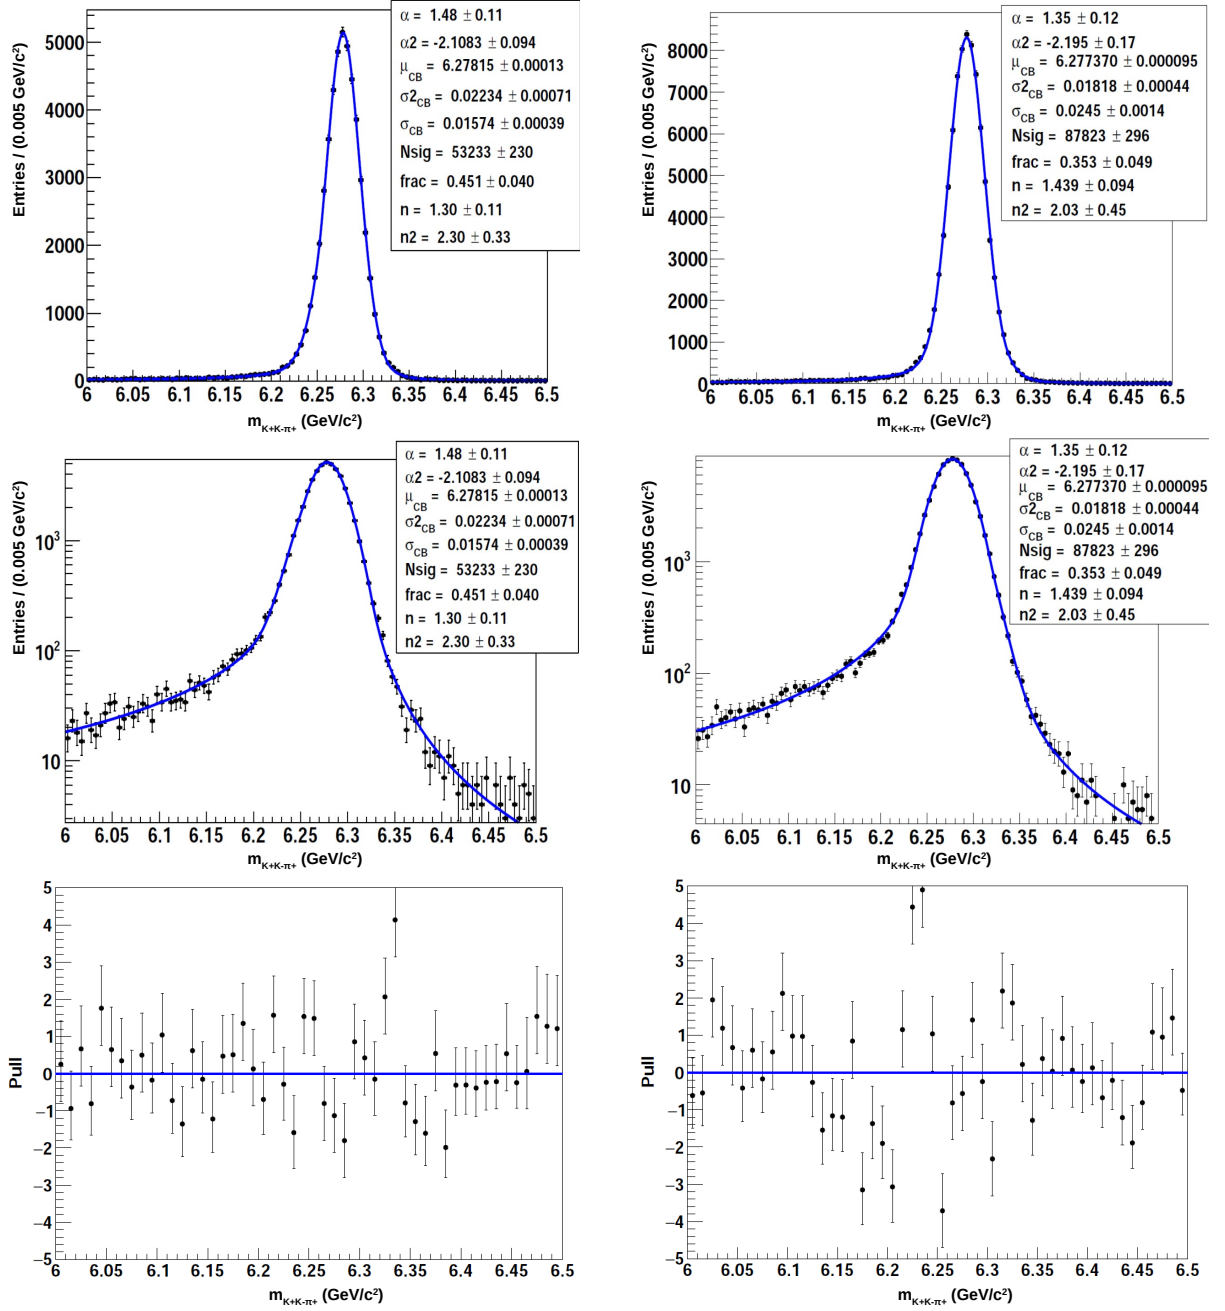 Entries / (0.005 GeV/c²)
5000
4000
3000
2000
1000
0
α = 1.48 ± 0.11
α2 = -2.1083 ± 0.094
μCB = 6.27815 ± 0.00013
σ2CB = 0.02234 ± 0.00071
σCB = 0.01574 ± 0.00039
Nsig = 53233 ± 230
frac = 0.451 ± 0.040
n = 1.30 ± 0.11
n2 = 2.30 ± 0.33
6 6.05 6.1 6.15 6.2 6.25 6.3 6.35 6.4 6.45 6.5
mK+K-π+ (GeV/c²)
Entries / (0.005 GeV/c²)
8000
7000
6000
5000
4000
3000
2000
1000
0
α = 1.35 ± 0.12
α2 = -2.195 ± 0.17
μCB = 6.277370 ± 0.000095
σ2CB = 0.01818 ± 0.00044
σCB = 0.0245 ± 0.0014
Nsig = 87823 ± 296
frac = 0.353 ± 0.049
n = 1.439 ± 0.094
n2 = 2.03 ± 0.45
6 6.05 6.1 6.15 6.2 6.25 6.3 6.35 6.4 6.45 6.5
mK+K-π+ (GeV/c²)
Entries / (0.005 GeV/c²)
10³
10²
10
α = 1.48 ± 0.11
α2 = -2.1083 ± 0.094
μCB = 6.27815 ± 0.00013
σ2CB = 0.02234 ± 0.00071
σCB = 0.01574 ± 0.00039
Nsig = 53233 ± 230
frac = 0.451 ± 0.040
n = 1.30 ± 0.11
n2 = 2.30 ± 0.33
6 6.05 6.1 6.15 6.2 6.25 6.3 6.35 6.4 6.45 6.5
mK+K-π+ (GeV/c²)
Entries / (0.005 GeV/c²)
10³
10²
10
α = 1.35 ± 0.12
α2 = -2.195 ± 0.17
μCB = 6.277370 ± 0.000095
σ2CB = 0.01818 ± 0.00044
σCB = 0.0245 ± 0.0014
Nsig = 87823 ± 296
frac = 0.353 ± 0.049
n = 1.439 ± 0.094
n2 = 2.03 ± 0.45
6 6.05 6.1 6.15 6.2 6.25 6.3 6.35 6.4 6.45 6.5
mK+K-π+ (GeV/c²)
Pull
5
4
3
2
1
0
−1
−2
−3
−4
−5
6 6.05 6.1 6.15 6.2 6.25 6.3 6.35 6.4 6.45 6.5
mK+K-π+ (GeV/c²)
Pull
5
4
3
2
1
0
−1
−2
−3
−4
−5
6 6.05 6.1 6.15 6.2 6.25 6.3 6.35 6.4 6.45 6.5
mK+K-π+ (GeV/c²)